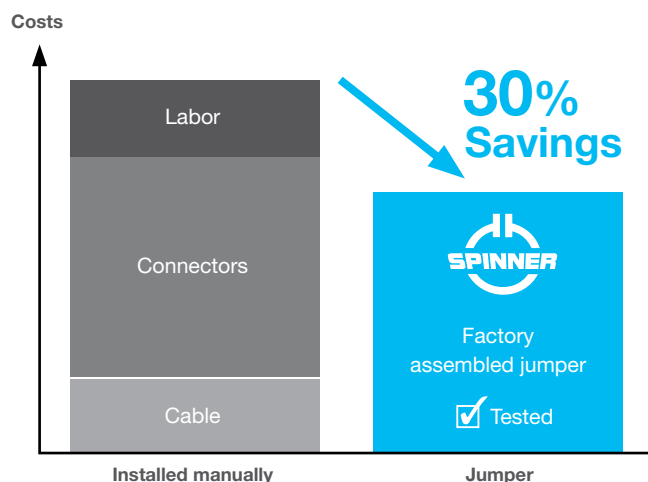 Costs
Labor
Connectors
Cable
30%
Savings
SPINNER
Factory
assembled jumper
Tested
Installed manually
Jumper